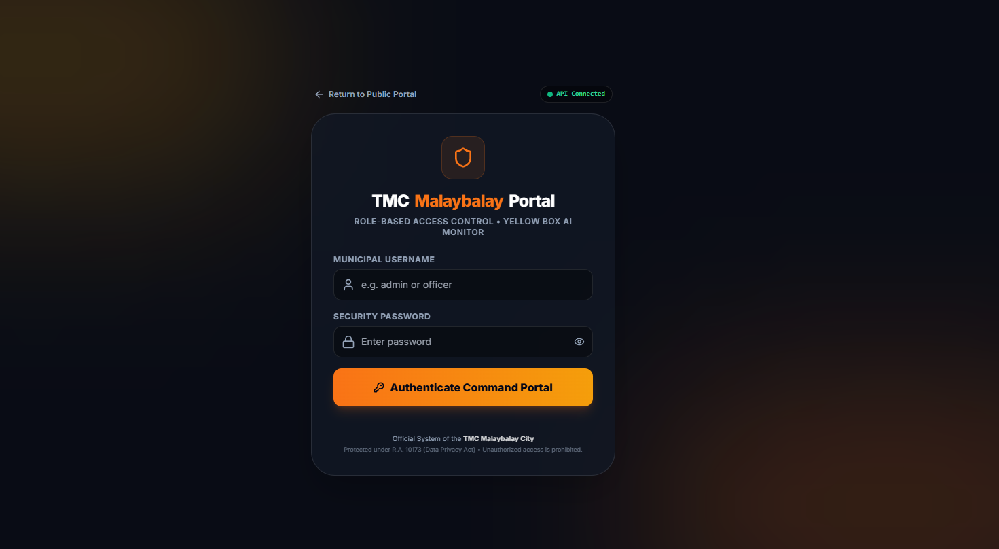 Return to Public Portal
API Connected
TMC Malaybalay Portal
ROLE-BASED ACCESS CONTROL • YELLOW BOX AI
MONITOR
MUNICIPAL USERNAME
e.g. admin or officer
SECURITY PASSWORD
Enter password
Authenticate Command Portal
Official System of the TMC Malaybalay City
Protected under R.A. 10173 (Data Privacy Act) • Unauthorized access is prohibited.